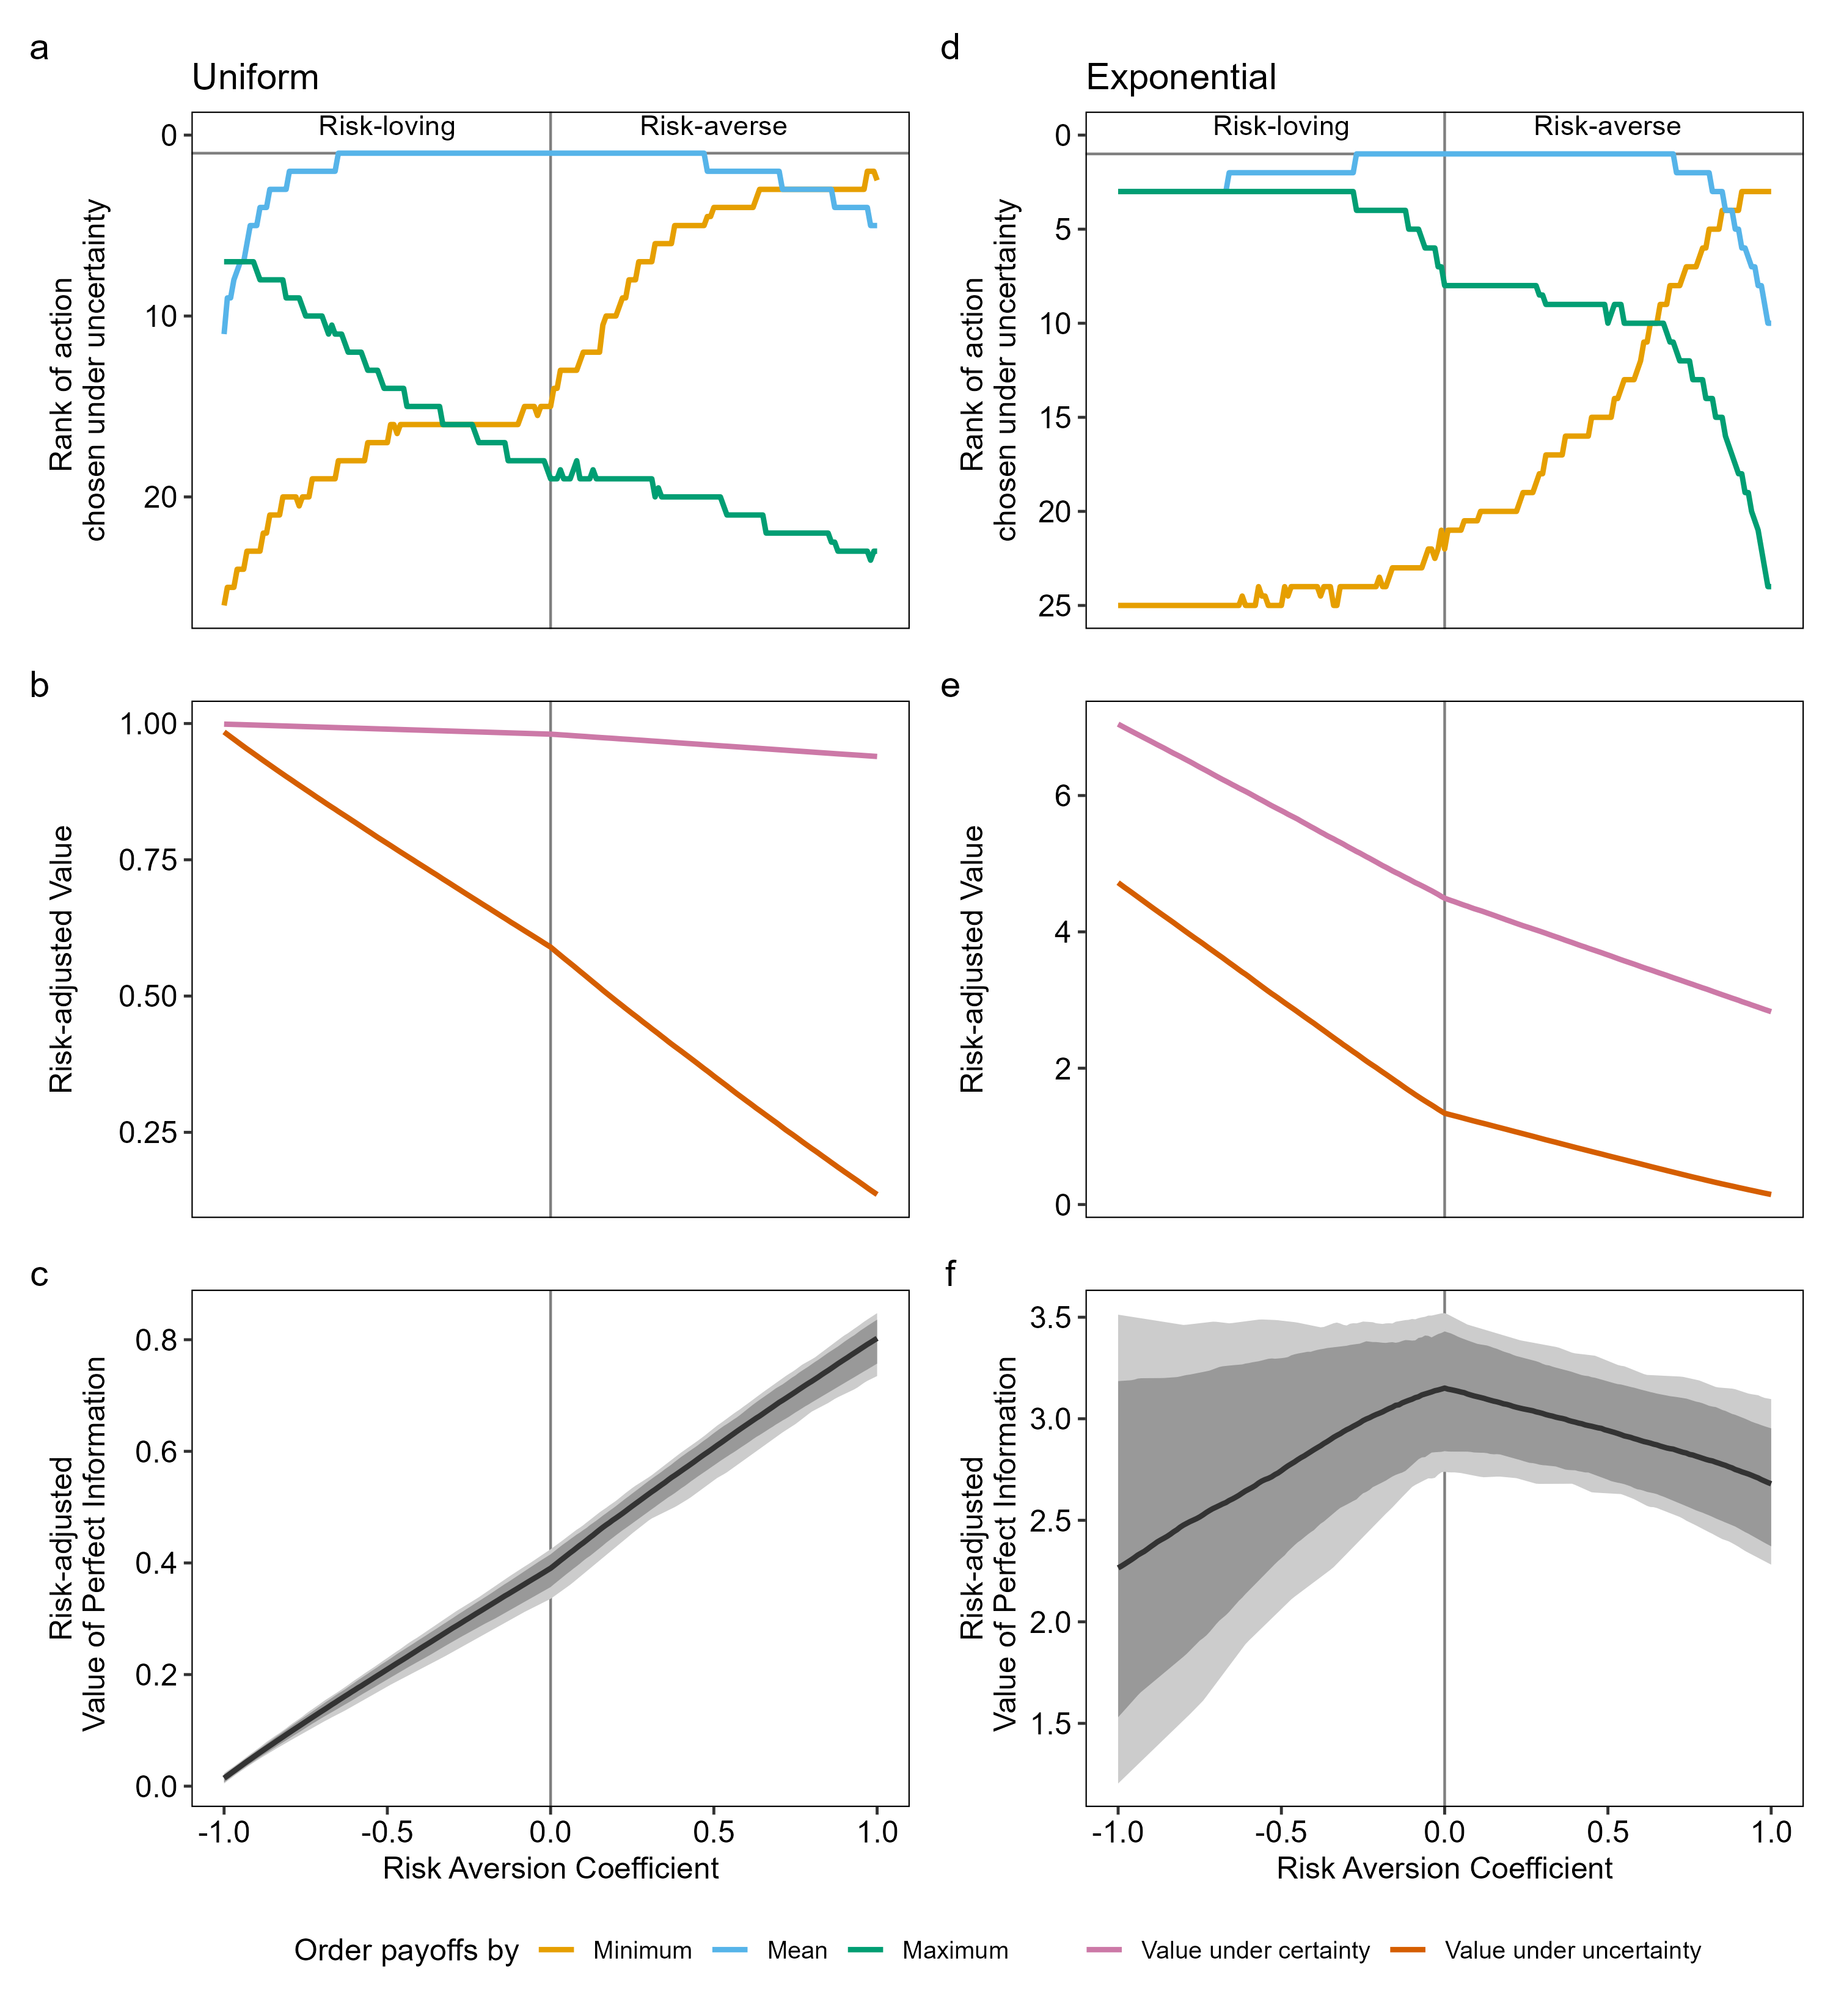 a
Uniform
Risk-loving
Risk-averse
0
10
20
Rank of action
chosen under uncertainty
d
Exponential
Risk-loving
Risk-averse
0
5
10
15
20
25
Rank of action
chosen under uncertainty
b
1.00
0.75
0.50
0.25
Risk-adjusted Value
e
6
4
2
0
Risk-adjusted Value
c
0.8
0.6
0.4
0.2
0.0
Risk-adjusted
Value of Perfect Information
-1.0 -0.5 0.0 0.5 1.0
Risk Aversion Coefficient
f
3.5
3.0
2.5
2.0
1.5
Risk-adjusted
Value of Perfect Information
-1.0 -0.5 0.0 0.5 1.0
Risk Aversion Coefficient
Order payoffs by Minimum Mean Maximum Value under certainty Value under uncertainty